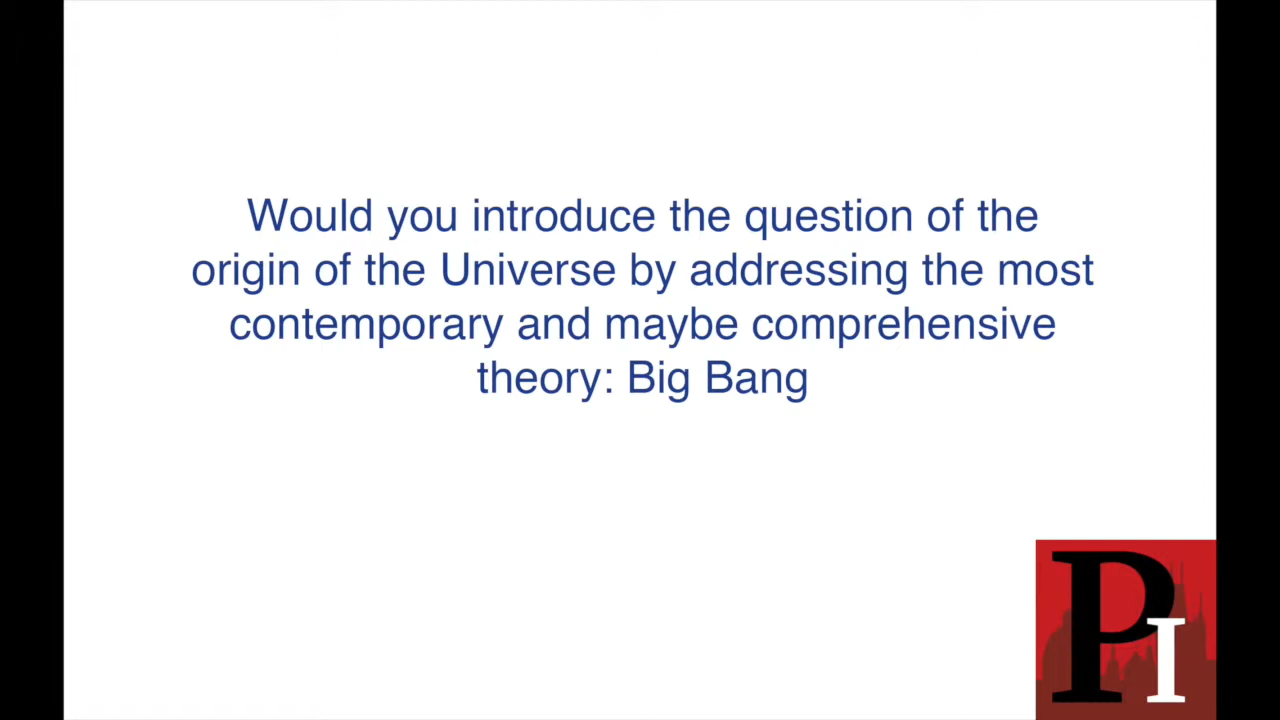 Would you introduce the question of the
origin of the Universe by addressing the most
contemporary and maybe comprehensive
theory: Big Bang
PI